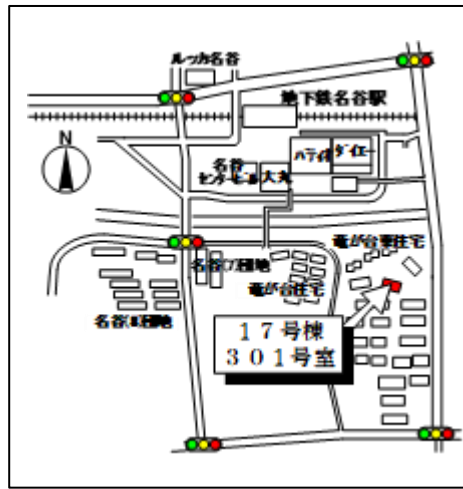 ルッカ名谷
地下鉄名谷駅
N
名谷
センタービル
大丸
パティオ
ダイエー
名谷(7)団地
竜が台住宅
竜が台東住宅
名谷(8)団地
17号棟
301号室